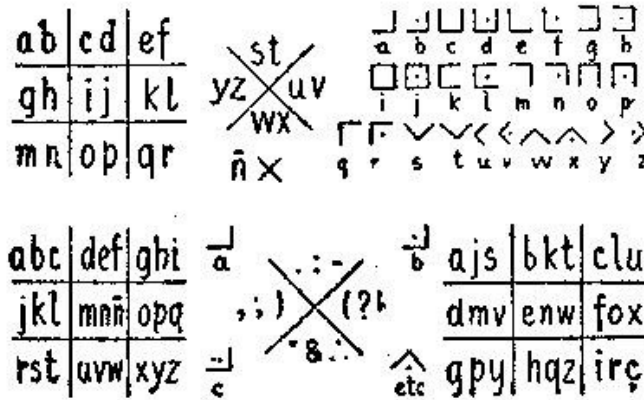 ab cd ef
gh ij kl
mn op qr
st
yz uv
wx
ñ
a b c d e f g h
i j k l m n o p
q r s t u v w x y z
abc def ghi
jkl mnñ opq
rst uvw xyz
a
. : -
, ; ) ( ?
&
c
b
etc
ajs bkt clu
dmv enw fox
gpy hqz irç